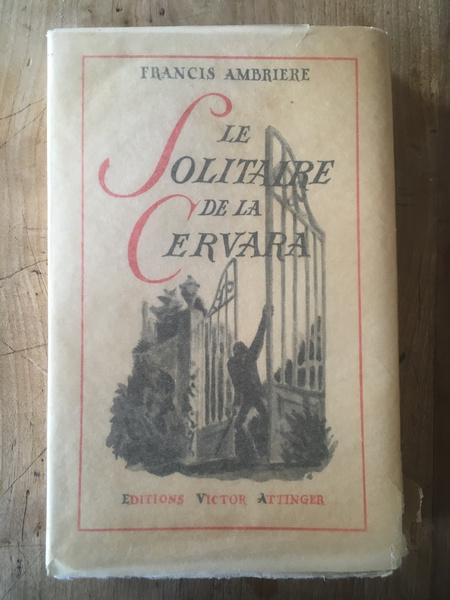 FRANCIS AMBRIERE
LE
SOLITAIRE
DE LA
CERVARA
EDITIONS VICTOR ATTINGER